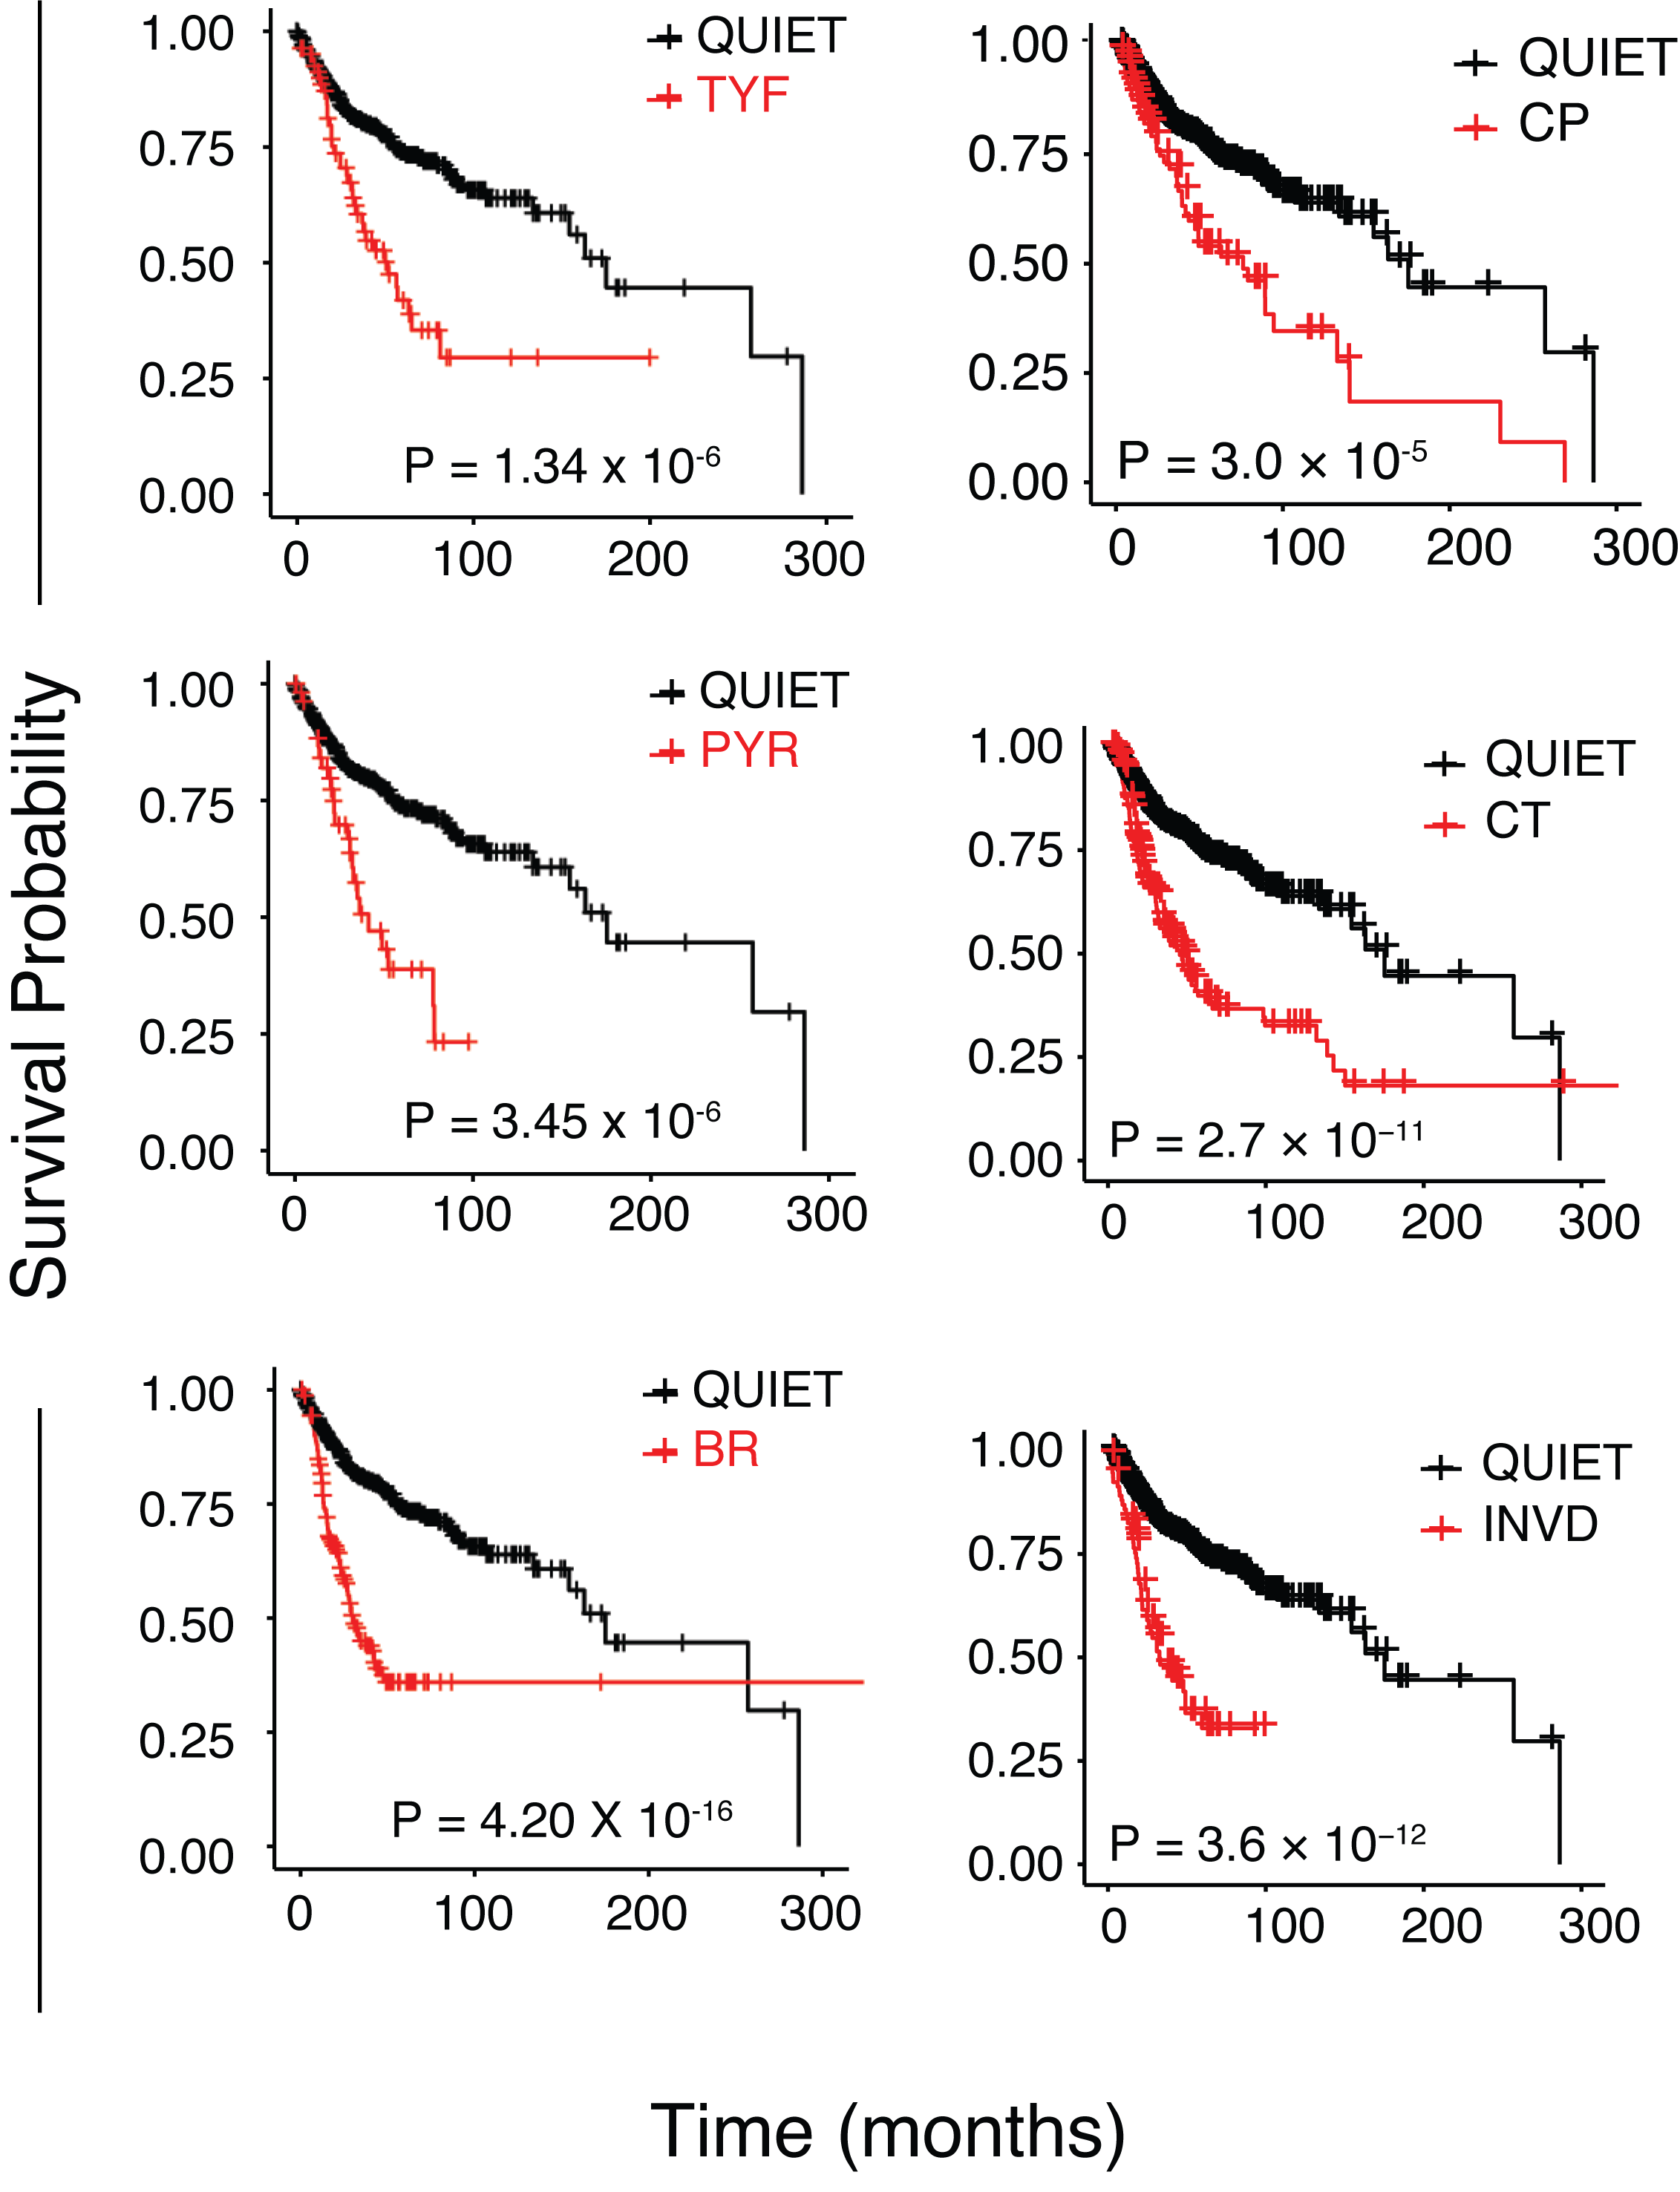 Survival Probability
1.00
0.75
0.50
0.25
0.00
QUIET
TYF
P = 1.34 x 10-6
0 100 200 300
1.00
0.75
0.50
0.25
0.00
QUIET
CP
P = 3.0 × 10-5
0 100 200 300
1.00
0.75
0.50
0.25
0.00
QUIET
PYR
P = 3.45 x 10-6
0 100 200 300
1.00
0.75
0.50
0.25
0.00
QUIET
CT
P = 2.7 × 10−11
0 100 200 300
1.00
0.75
0.50
0.25
0.00
QUIET
BR
P = 4.20 X 10-16
0 100 200 300
1.00
0.75
0.50
0.25
0.00
QUIET
INVD
P = 3.6 × 10−12
0 100 200 300
Time (months)